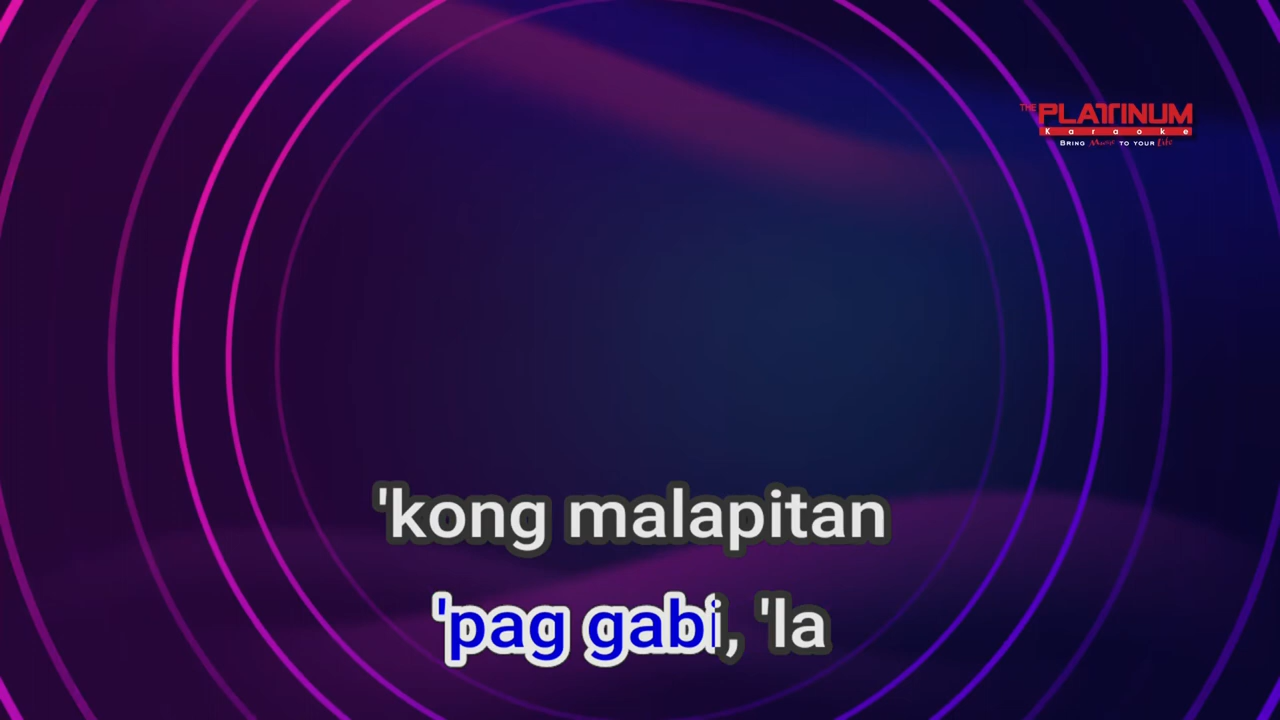 THE PLATINUM
Karaoke
BRING Music TO YOUR Life
'kong malapitan
'pag gabi, 'la